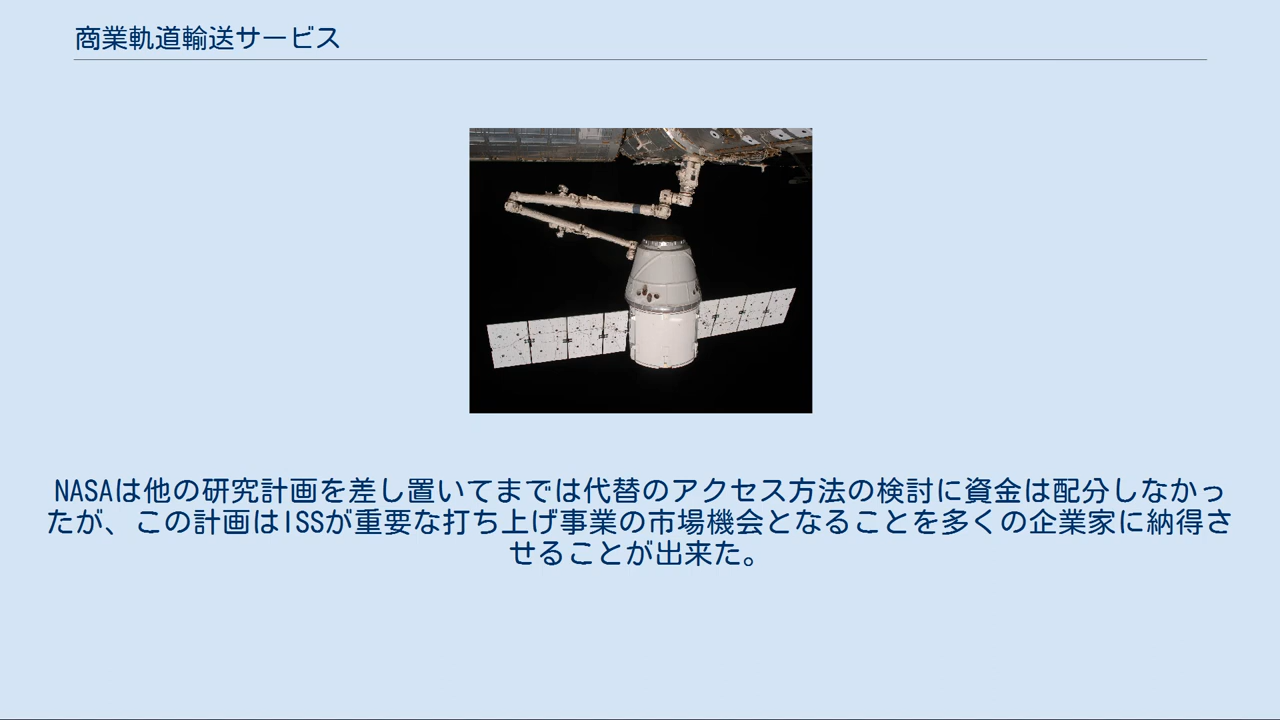 商業軌道輸送サービス
NASAは他の研究計画を差し置いてまでは代替のアクセス方法の検討に資金は配分しなかっ
たが、この計画はISSが重要な打ち上げ事業の市場機会となることを多くの企業家に納得さ
せることが出来た。